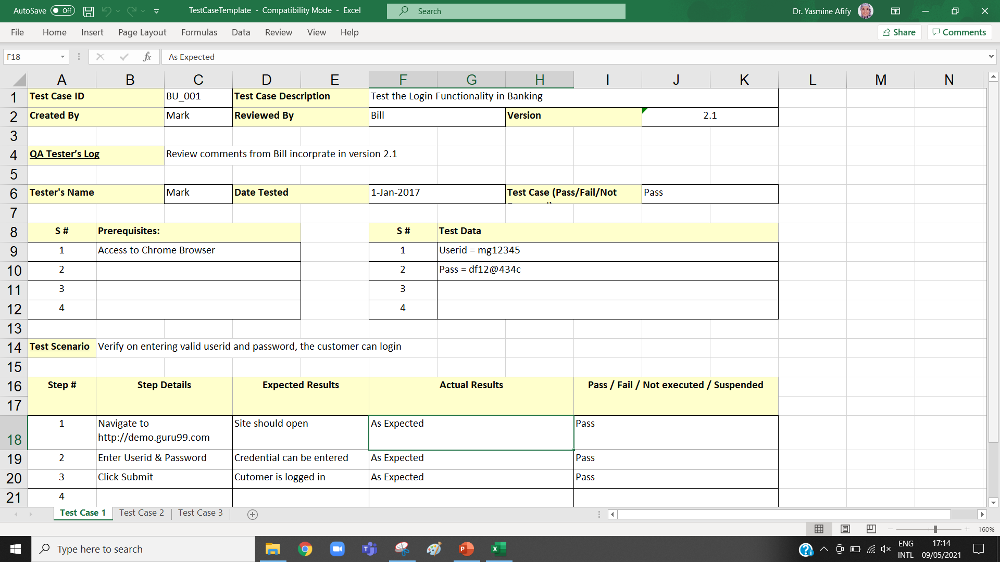 AutoSave Off TestCaseTemplate - Compatibility Mode - Excel Search Dr. Yasmine Afify
File Home Insert Page Layout Formulas Data Review View Help Share Comments
F18 fx As Expected
A B C D E F G H I J K L M N
1 Test Case ID BU_001 Test Case Description Test the Login Functionality in Banking
2 Created By Mark Reviewed By Bill Version 2.1
3
4 QA Tester’s Log Review comments from Bill incorprate in version 2.1
5
6 Tester's Name Mark Date Tested 1-Jan-2017 Test Case (Pass/Fail/Not Pass
7
8 S # Prerequisites: S # Test Data
9 1 Access to Chrome Browser 1 Userid = mg12345
10 2 2 Pass = df12@434c
11 3 3
12 4 4
13
14 Test Scenario Verify on entering valid userid and password, the customer can login
15
16 Step # Step Details Expected Results Actual Results Pass / Fail / Not executed / Suspended
17
18 1 Navigate to Site should open As Expected Pass
http://demo.guru99.com
19 2 Enter Userid & Password Credential can be entered As Expected Pass
20 3 Click Submit Cutomer is logged in As Expected Pass
21 4
Test Case 1 Test Case 2 Test Case 3
160%
Type here to search ENG 17:14
INTL 09/05/2021